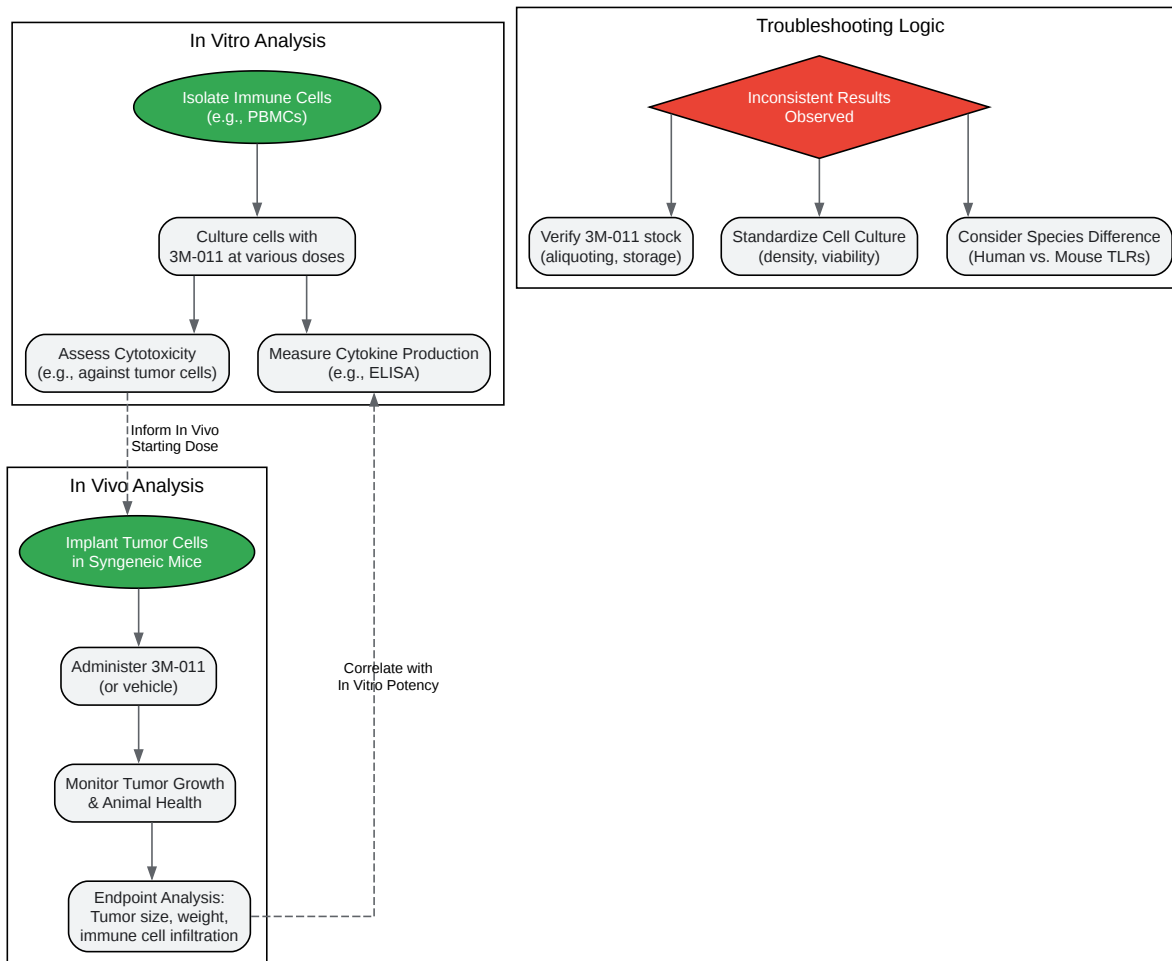 In Vitro Analysis
Isolate Immune Cells
(e.g., PBMCs)
Culture cells with
3M-011 at various doses
Assess Cytotoxicity
(e.g., against tumor cells)
Measure Cytokine Production
(e.g., ELISA)
Troubleshooting Logic
Inconsistent Results
Observed
Verify 3M-011 stock
(aliquoting, storage)
Standardize Cell Culture
(density, viability)
Consider Species Difference
(Human vs. Mouse TLRs)
Inform In Vivo
Starting Dose
In Vivo Analysis
Implant Tumor Cells
in Syngeneic Mice
Administer 3M-011
(or vehicle)
Monitor Tumor Growth
& Animal Health
Endpoint Analysis:
Tumor size, weight,
immune cell infiltration
Correlate with
In Vitro Potency